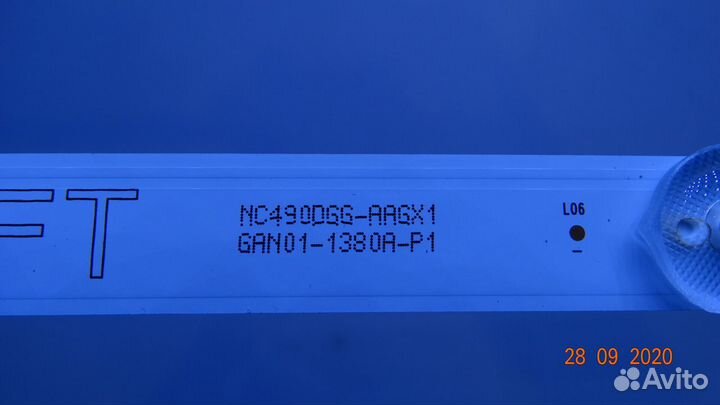 FT
NC490DGG-AAGX1
GAN01-1380A-P1
L06
28 09 2020
Avito